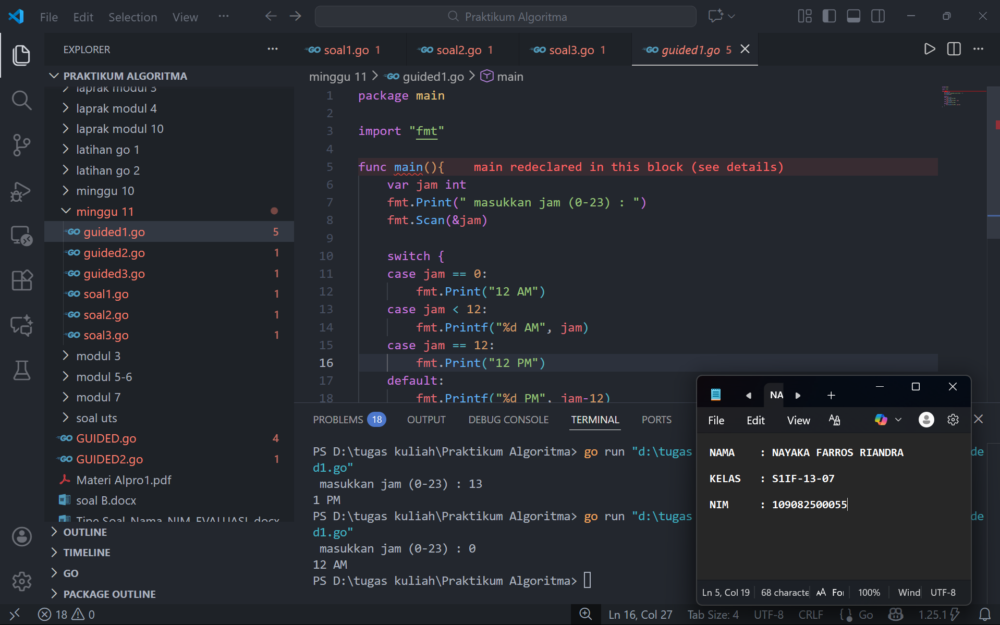 File Edit Selection View ··· Praktikum Algoritma
EXPLORER
PRAKTIKUM ALGORITMA
laprak modul 3
laprak modul 4
laprak modul 10
latihan go 1
latihan go 2
minggu 10
minggu 11
guided1.go 5
guided2.go 1
guided3.go 1
soal1.go 1
soal2.go 1
soal3.go 1
modul 3
modul 5-6
modul 7
soal uts
GUIDED.go 4
GUIDED2.go 1
Materi Alpro1.pdf
soal B.docx
Tipe Soal_Nama_NIM_EVALUASI_.docx
OUTLINE
TIMELINE
GO
PACKAGE OUTLINE
soal1.go 1 soal2.go 1 soal3.go 1 guided1.go 5
minggu 11 > guided1.go > main
1 package main
2
3 import "fmt"
4
5 func main(){ main redeclared in this block (see details)
6 var jam int
7 fmt.Print(" masukkan jam (0-23) : ")
8 fmt.Scan(&jam)
9
10 switch {
11 case jam == 0:
12 fmt.Print("12 AM")
13 case jam < 12:
14 fmt.Printf("%d AM", jam)
15 case jam == 12:
16 fmt.Print("12 PM")
17 default:
18 fmt.Printf("%d PM", jam-12)
PROBLEMS 18 OUTPUT DEBUG CONSOLE TERMINAL PORTS
PS D:\tugas kuliah\Praktikum Algoritma> go run "d:\tugas de
d1.go"
masukkan jam (0-23) : 13
1 PM
PS D:\tugas kuliah\Praktikum Algoritma> go run "d:\tugas de
d1.go"
masukkan jam (0-23) : 0
12 AM
PS D:\tugas kuliah\Praktikum Algoritma>
NA
File Edit View
NAMA : NAYAKA FARROS RIANDRA
KELAS : S1IF-13-07
NIM : 109082500055
Ln 5, Col 19 68 characte For 100% Wind UTF-8
18 0 Ln 16, Col 27 Tab Size: 4 UTF-8 CRLF { } Go 1.25.1